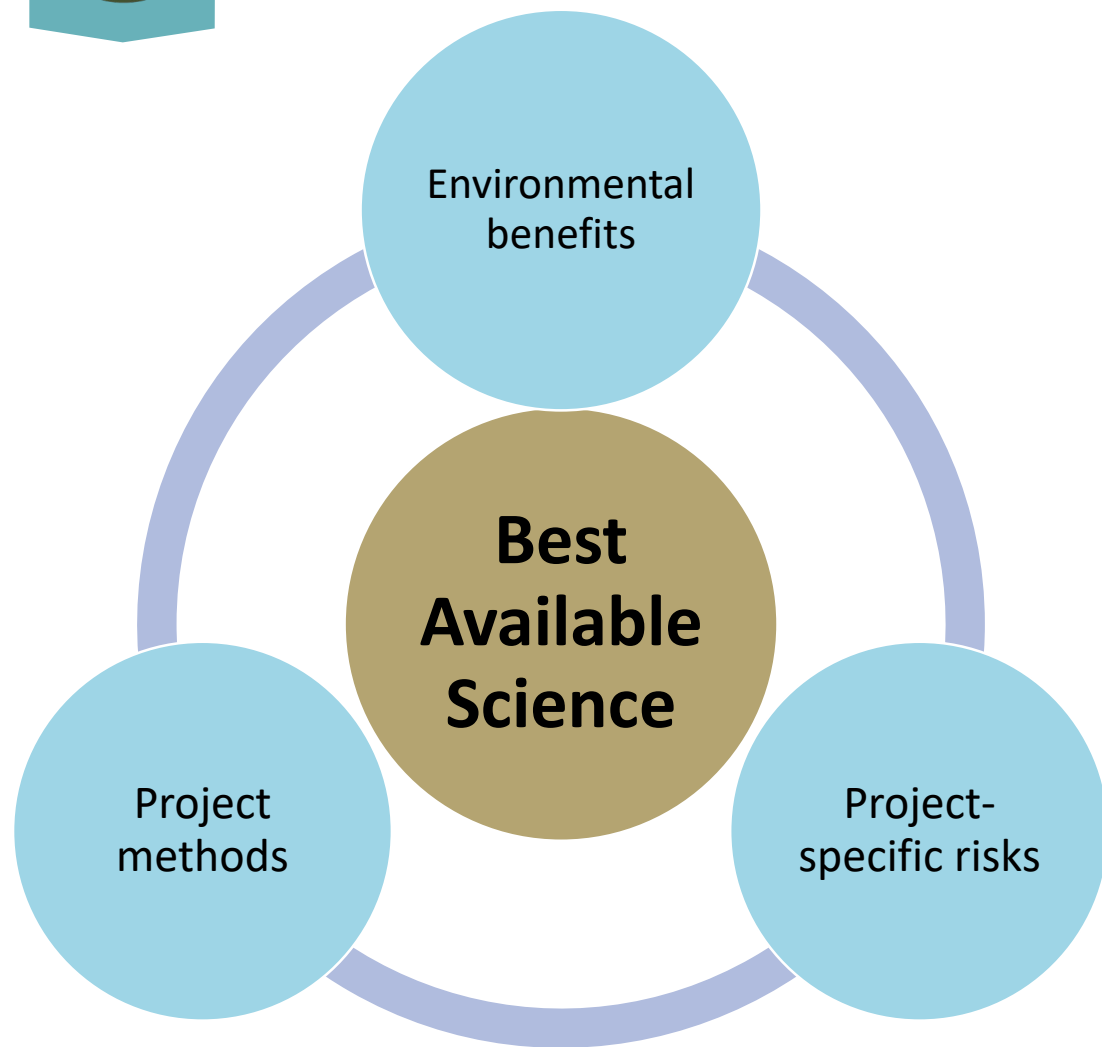 Environmental
benefits
Best
Available
Science
Project
methods
Project-
specific risks